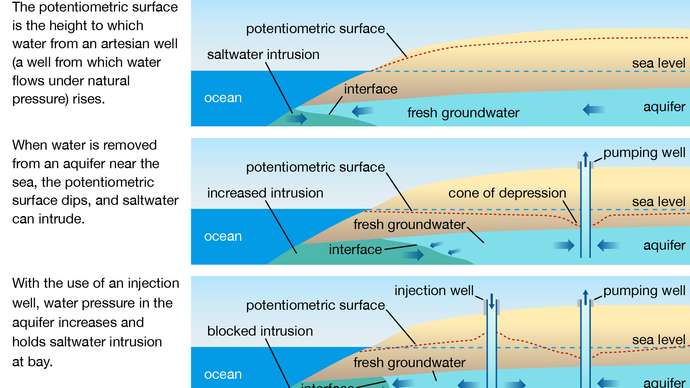 The potentiometric surface
is the height to which
water from an artesian well
(a well from which water
flows under natural
pressure) rises.
potentiometric surface
saltwater intrusion
sea level
interface
ocean
fresh groundwater
aquifer
When water is removed
from an aquifer near the
sea, the potentiometric
surface dips, and saltwater
can intrude.
pumping well
potentiometric surface
increased intrusion
cone of depression
sea level
fresh groundwater
ocean
interface
aquifer
With the use of an injection
well, water pressure in the
aquifer increases and
holds saltwater intrusion
at bay.
injection well
pumping well
potentiometric surface
blocked intrusion
sea level
fresh groundwater
ocean
interface
aquifer